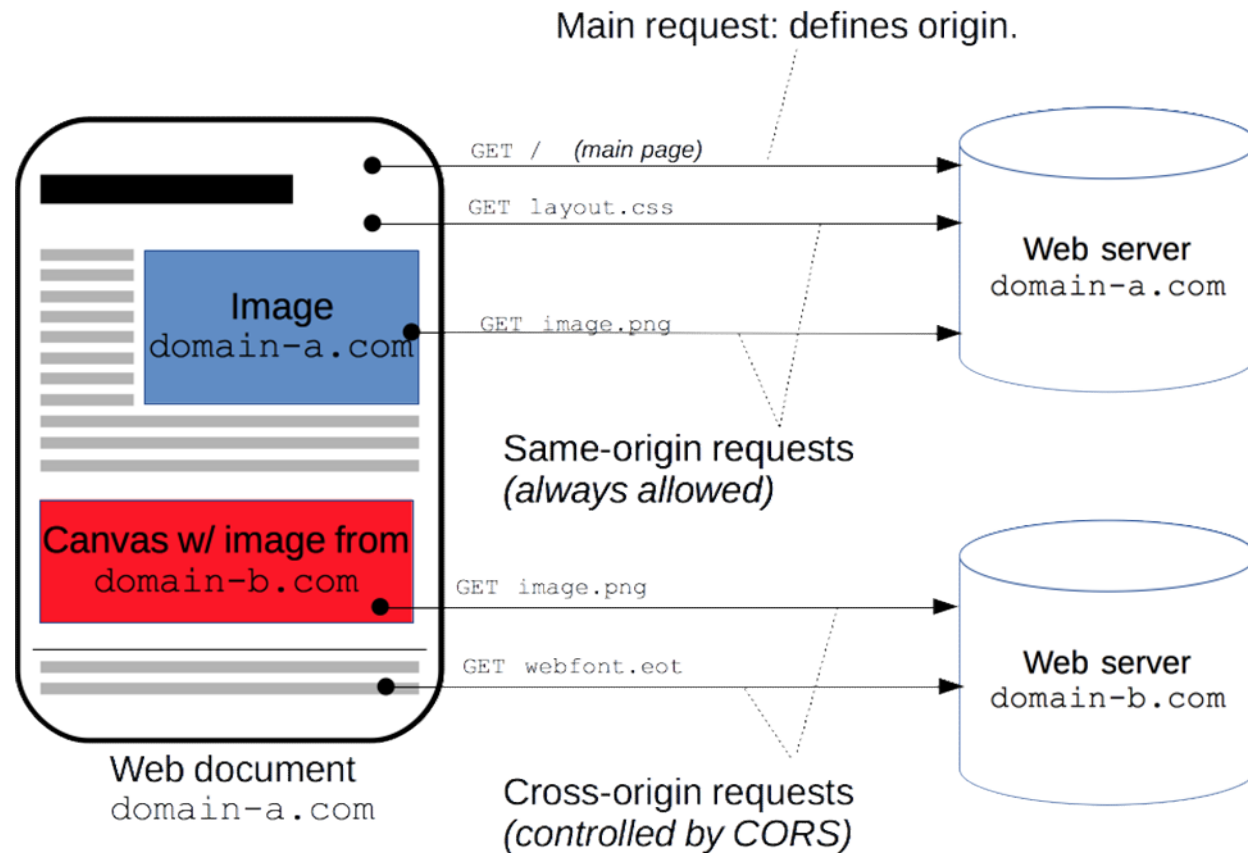 Main request: defines origin.
GET / (main page)
GET layout.css
Image
domain-a.com
GET image.png
Web server
domain-a.com
Same-origin requests
(always allowed)
Canvas w/ image from
domain-b.com
GET image.png
GET webfont.eot
Web server
domain-b.com
Web document
domain-a.com
Cross-origin requests
(controlled by CORS)